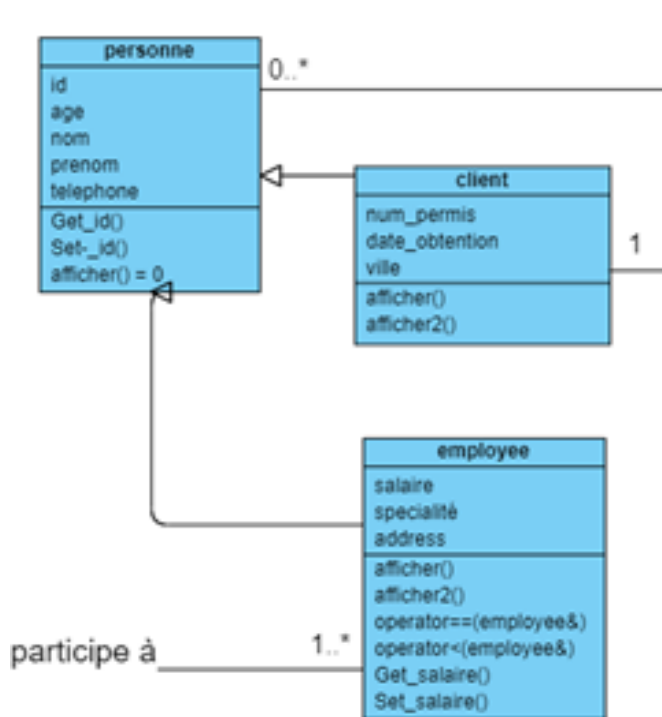 personne
0..*
id
age
nom
prenom
telephone
Get_id()
Set-_id()
afficher() = 0
client
num_permis
date_obtention
ville
1
afficher()
afficher2()
employee
salaire
specialité
address
afficher()
afficher2()
operator==(employee&)
operator<(employee&)
Get_salaire()
Set_salaire()
participe à
1..*